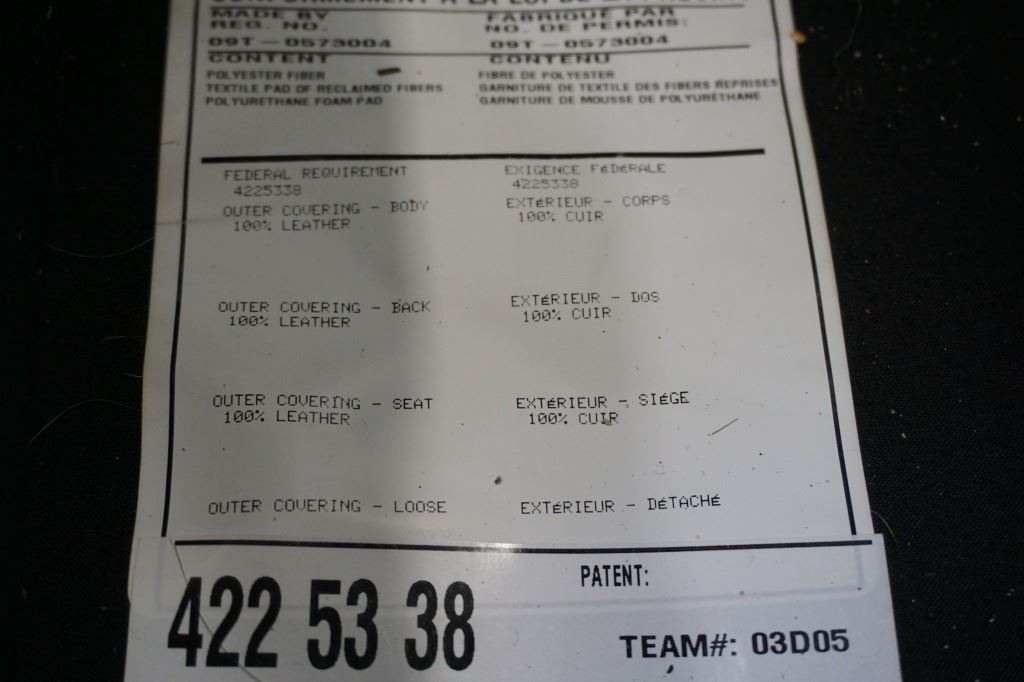 MADE BY FABRIQUÉ PAR
REG. NO. NO. DE PERMIS:
09T - 0573004 09T - 0573004
CONTENT CONTENU
POLYESTER FIBER FIBRE DE POLYESTER
TEXTILE PAD OF RECLAIMED FIBERS GARNITURE DE TEXTILE DES FIBERS REPRISES
POLYURETHANE FOAM PAD GARNITURE DE MOUSSE DE POLYURÉTHANE
FEDERAL REQUIREMENT EXIGENCE FéDéRALE
4225338 4225338
OUTER COVERING - BODY EXTéRIEUR - CORPS
100% LEATHER 100% CUIR
OUTER COVERING - BACK EXTéRIEUR - DOS
100% LEATHER 100% CUIR
OUTER COVERING - SEAT EXTéRIEUR - SIéGE
100% LEATHER 100% CUIR
OUTER COVERING - LOOSE EXTéRIEUR - DéTACHé
PATENT:
422 53 38
TEAM#: 03D05